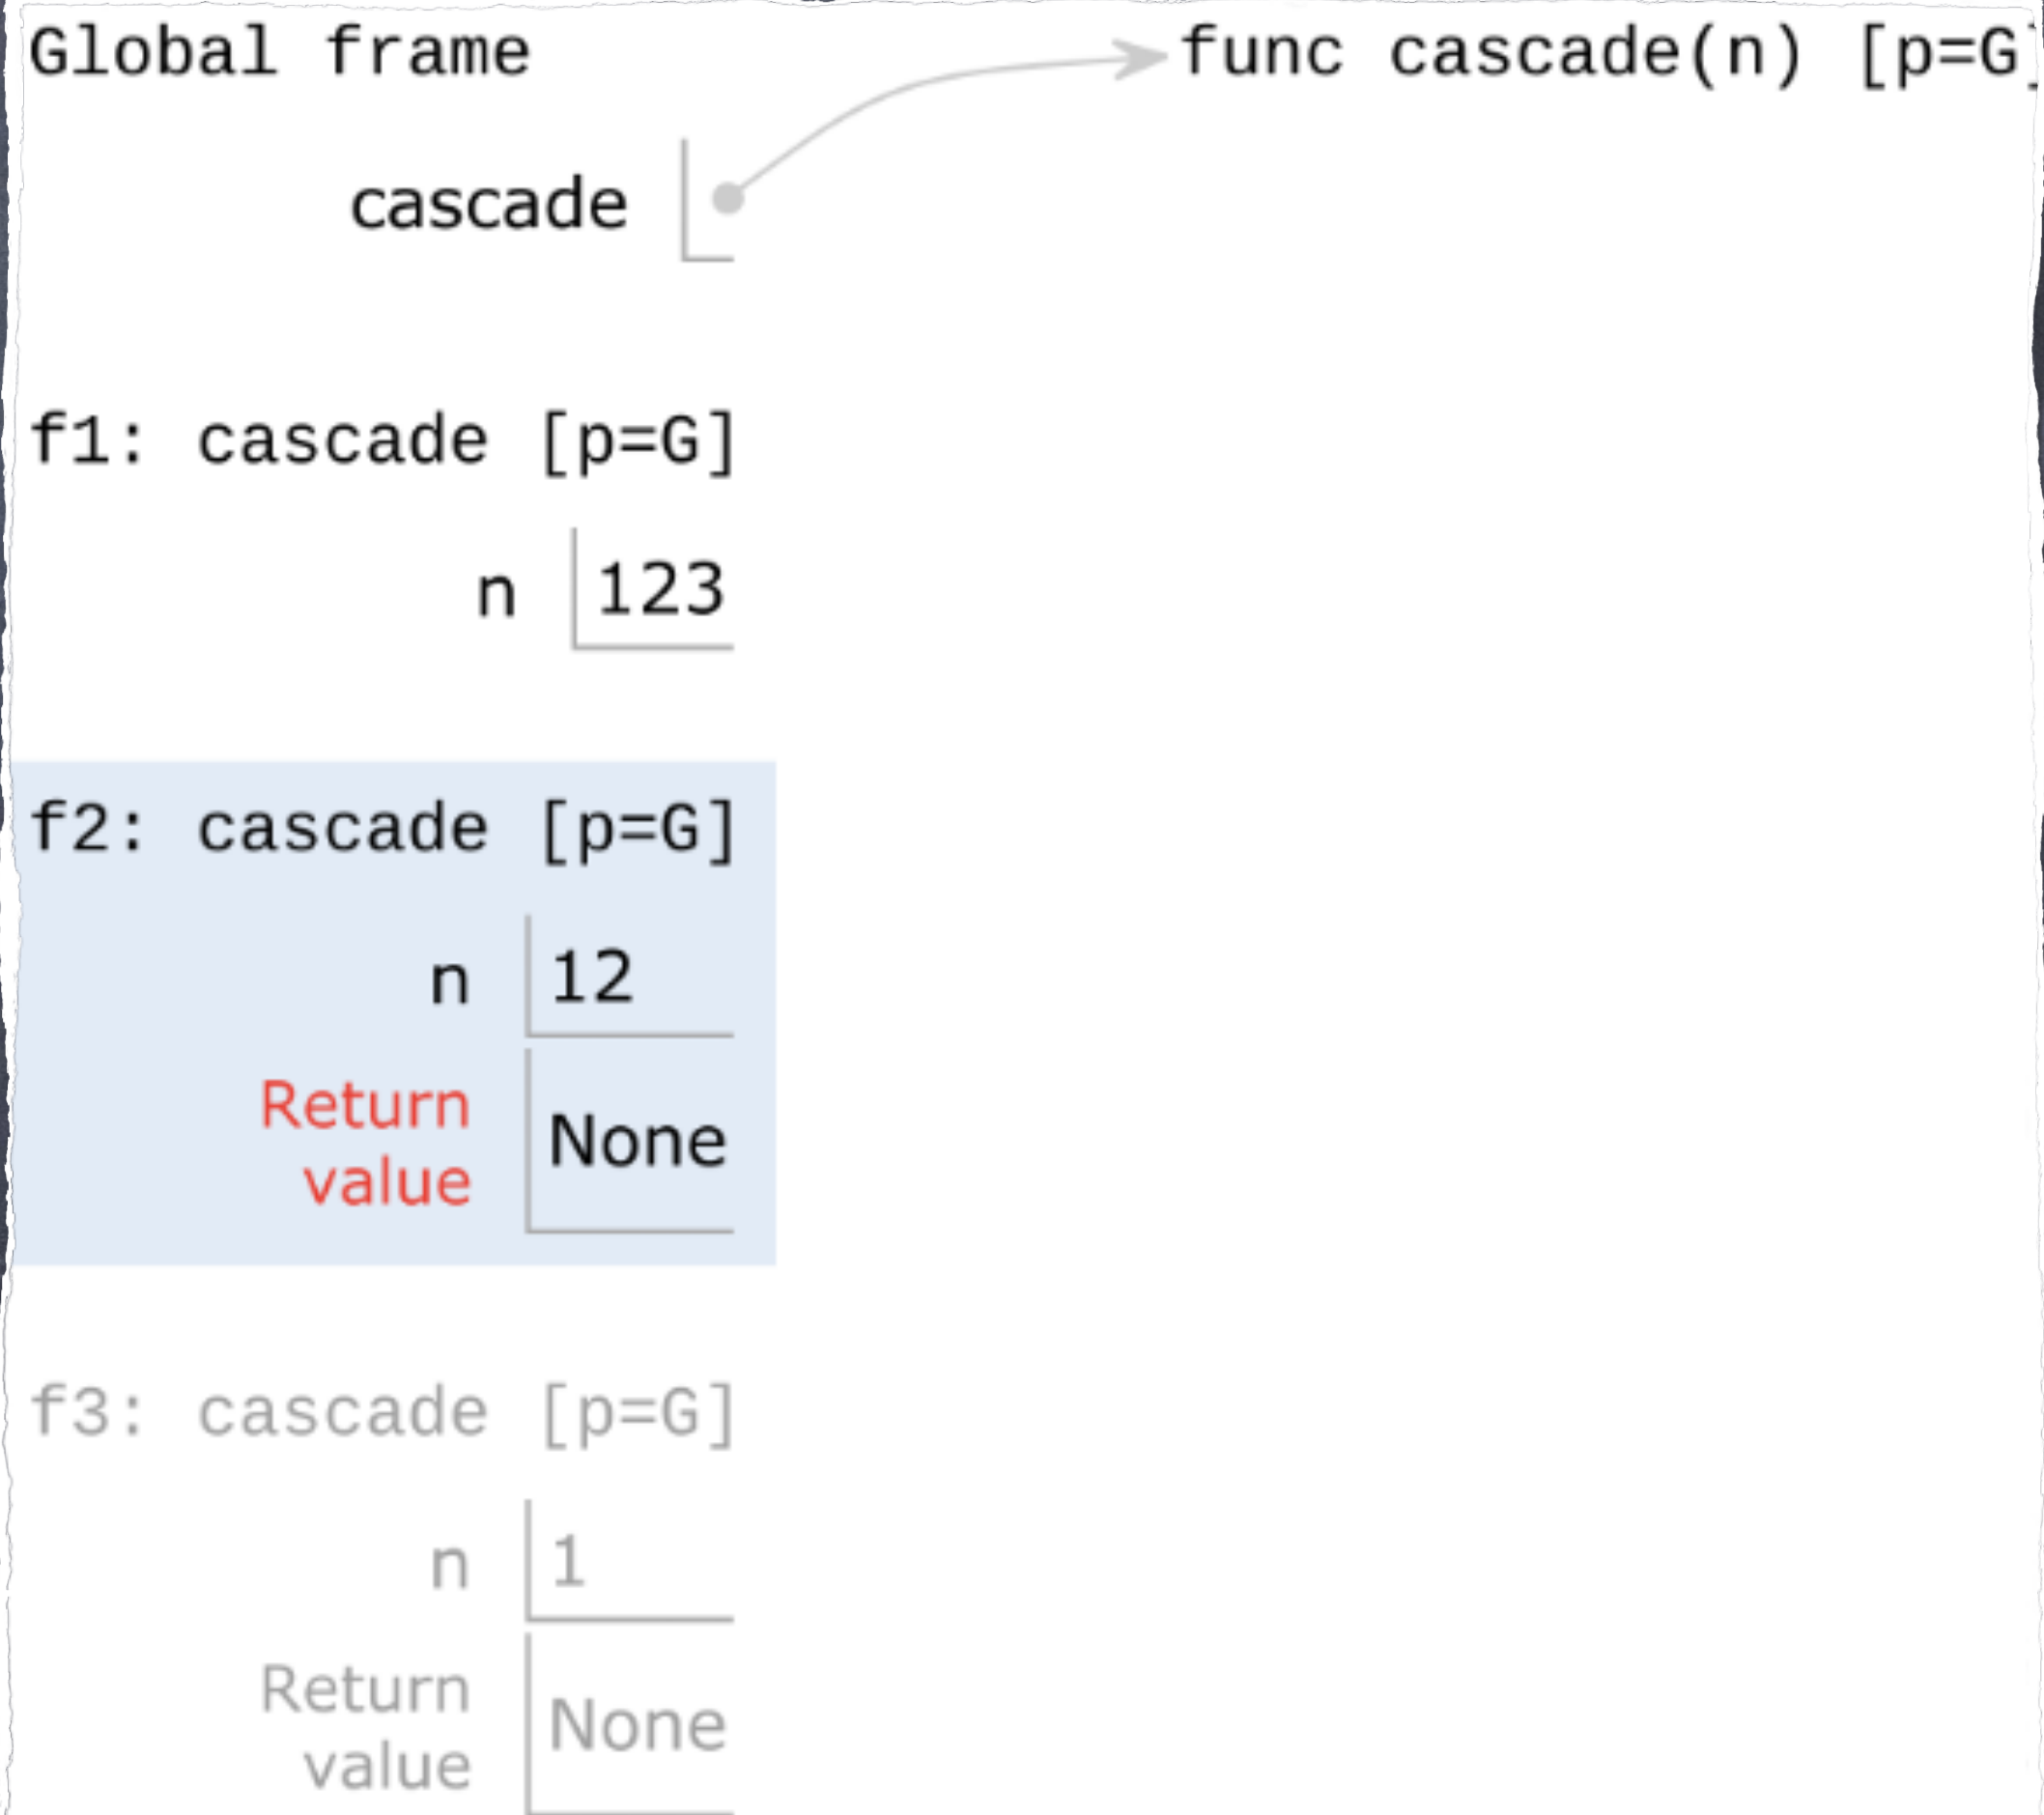 Global frame
func cascade(n) [p=G]
cascade
f1: cascade [p=G]
n 123
f2: cascade [p=G]
n 12
Return
value
None
f3: cascade [p=G]
n 1
Return
value
None